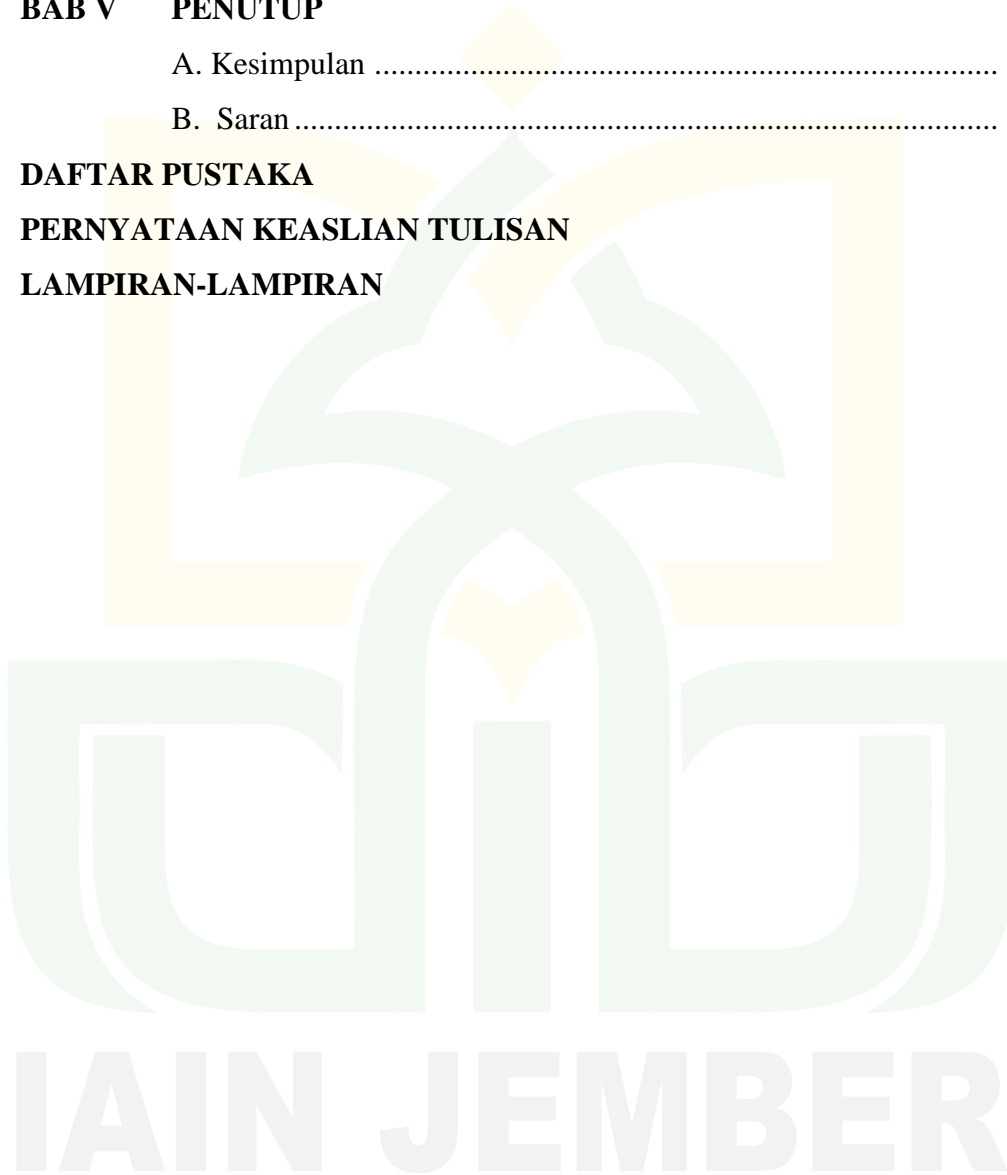 BAB V PENUTUP
A. Kesimpulan ..............................................................................
B. Saran ........................................................................................
DAFTAR PUSTAKA
PERNYATAAN KEASLIAN TULISAN
LAMPIRAN-LAMPIRAN
IAIN JEMBER